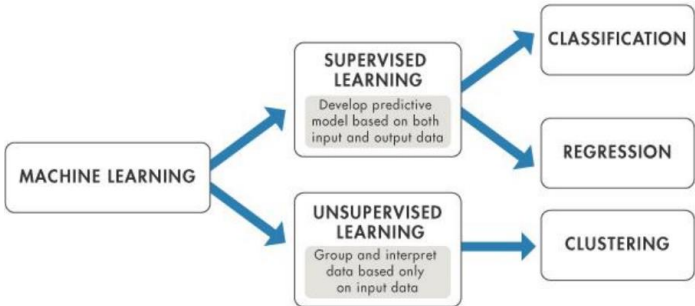 MACHINE LEARNING
SUPERVISED
LEARNING
Develop predictive
model based on both
input and output data
CLASSIFICATION
REGRESSION
UNSUPERVISED
LEARNING
Group and interpret
data based only
on input data
CLUSTERING